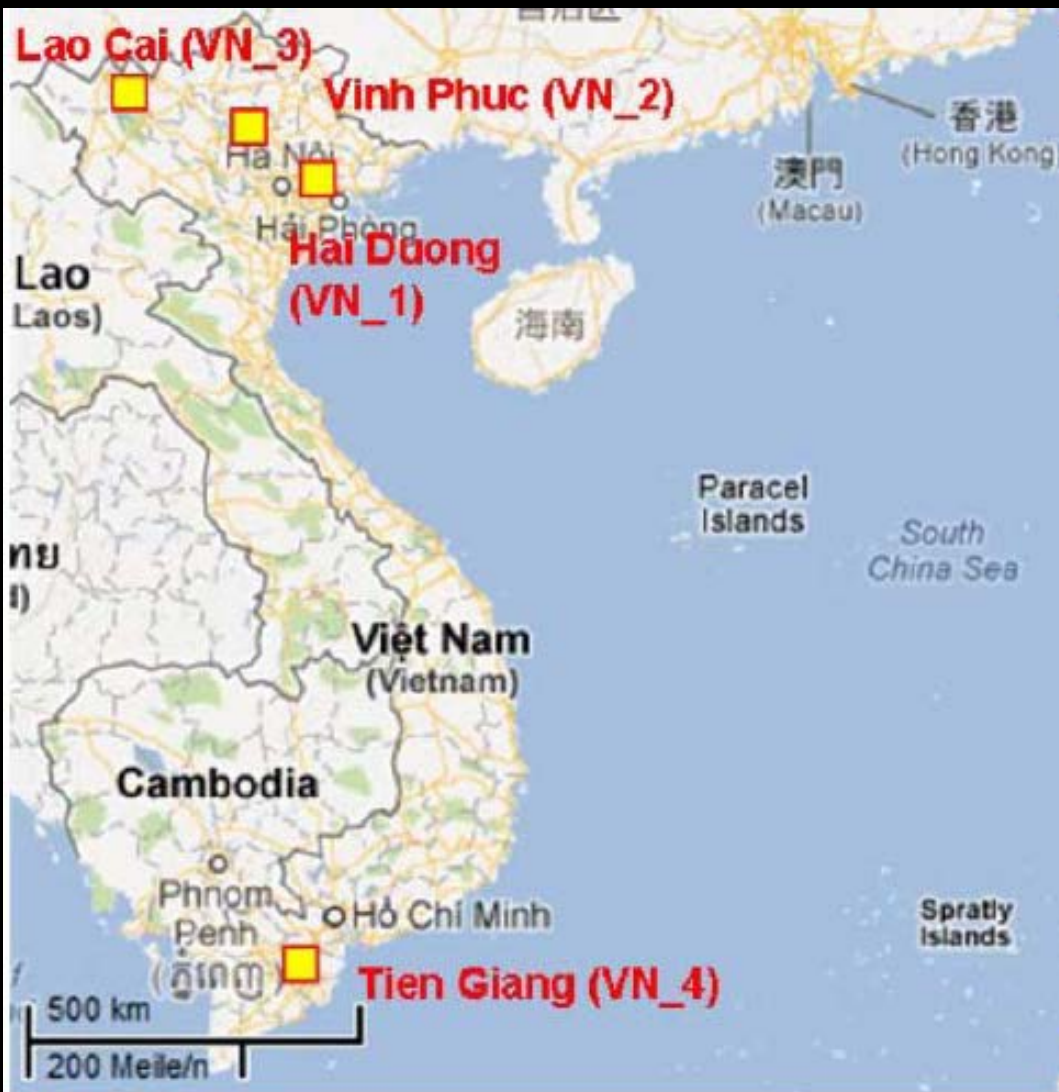 Lao Cai (VN_3)
Vinh Phuc (VN_2)
香港
(Hong Kong)
Hà Nội
澳門
(Macau)
Hải Phòng
Hai Duong
(VN_1)
Lao
Laos)
海南
Paracel
Islands
South
China Sea
Việt Nam
(Vietnam)
Cambodia
Phnom
Penh
Hồ Chí Minh
Spratly
Islands
Tien Giang (VN_4)
500 km
200 Meile/n